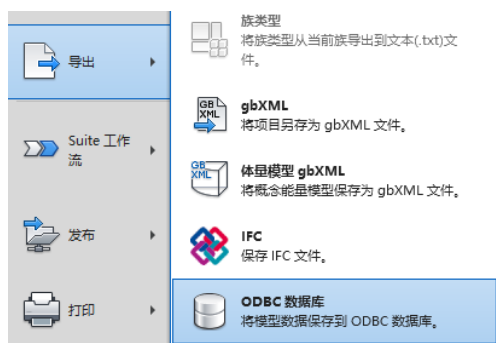 导出
Suite 工作
流
发布
打印
族类型
将族类型从当前族导出到文本(.txt)文
件。
GB
XML
gbXML
将项目另存为 gbXML 文件。
GB
XML
体量模型 gbXML
将概念能量模型保存为 gbXML 文件。
IFC
保存 IFC 文件。
ODBC 数据库
将模型数据保存到 ODBC 数据库。